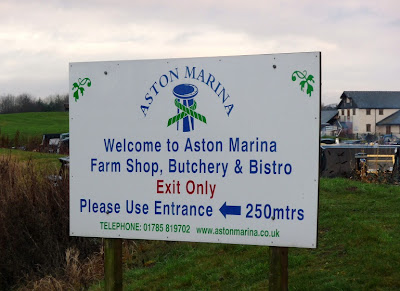 ASTON MARINA
Welcome to Aston Marina
Farm Shop, Butchery & Bistro
Exit Only
Please Use Entrance ← 250mtrs
TELEPHONE: 01785 819702 www.astonmarina.co.uk